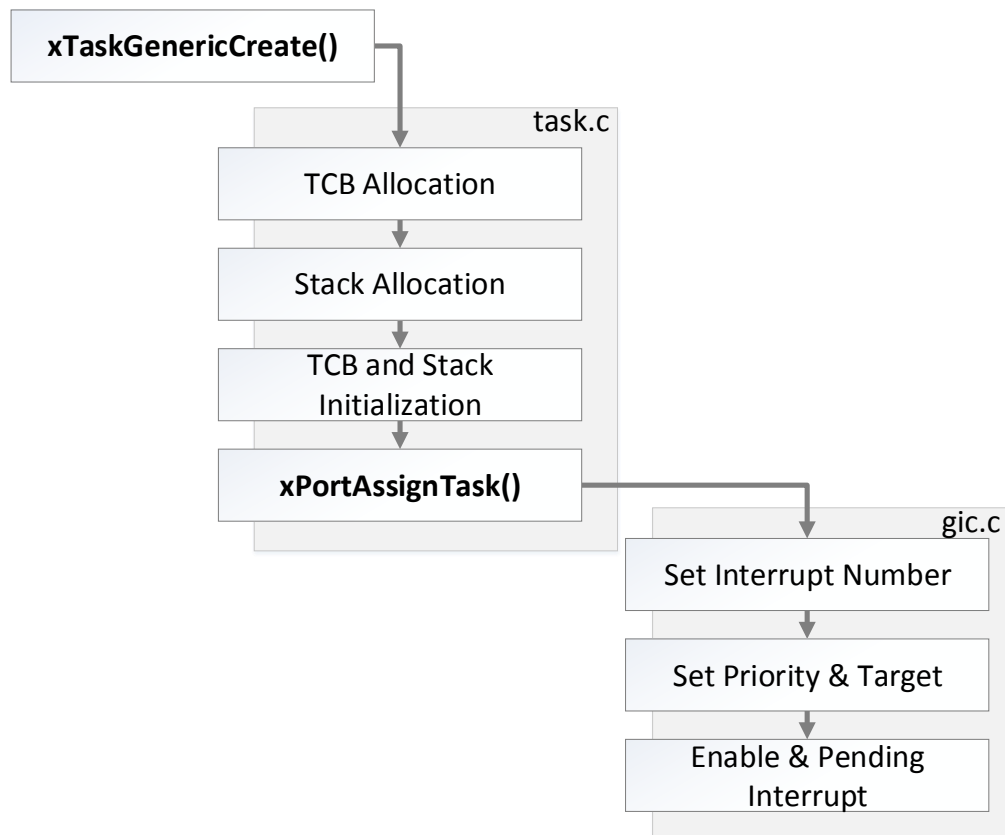 xTaskGenericCreate()
task.c
TCB Allocation
Stack Allocation
TCB and Stack
Initialization
xPortAssignTask()
gic.c
Set Interrupt Number
Set Priority & Target
Enable & Pending
Interrupt